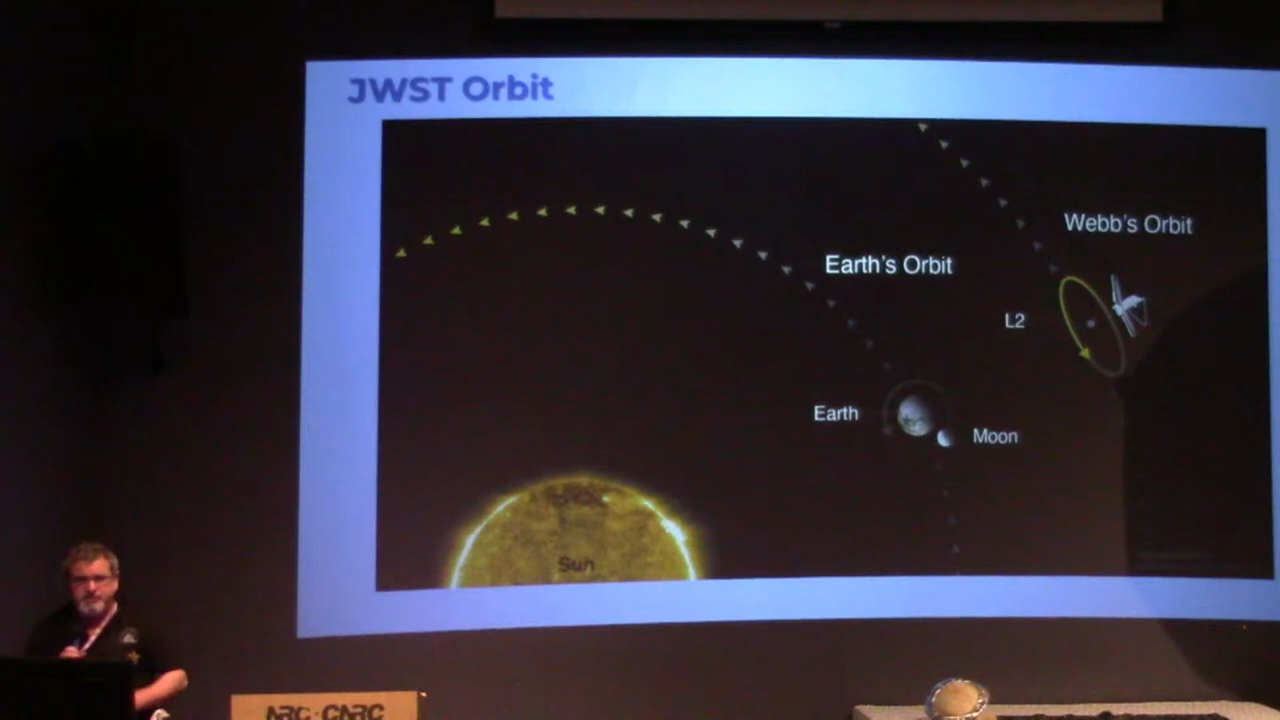 JWST Orbit
Webb's Orbit
Earth's Orbit
L2
Earth
Moon
Sun